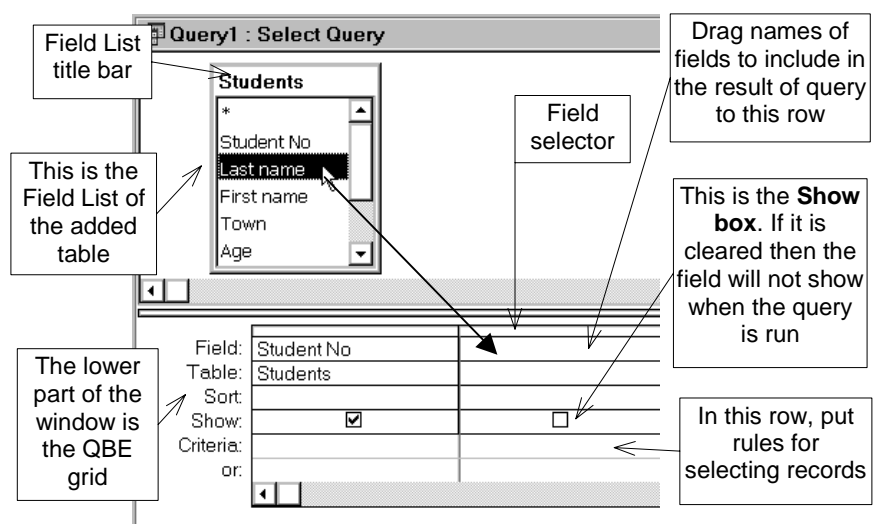 Query1 : Select Query
Field List
title bar
Students
*
Student No
Last name
First name
Town
Age
This is the
Field List of
the added
table
Field
selector
Drag names of
fields to include in
the result of query
to this row
This is the Show
box. If it is
cleared then the
field will not show
when the query
is run
The lower
part of the
window is
the QBE
grid
Field: Student No
Table: Students
Sort:
Show:
Criteria:
or:
In this row, put
rules for
selecting records